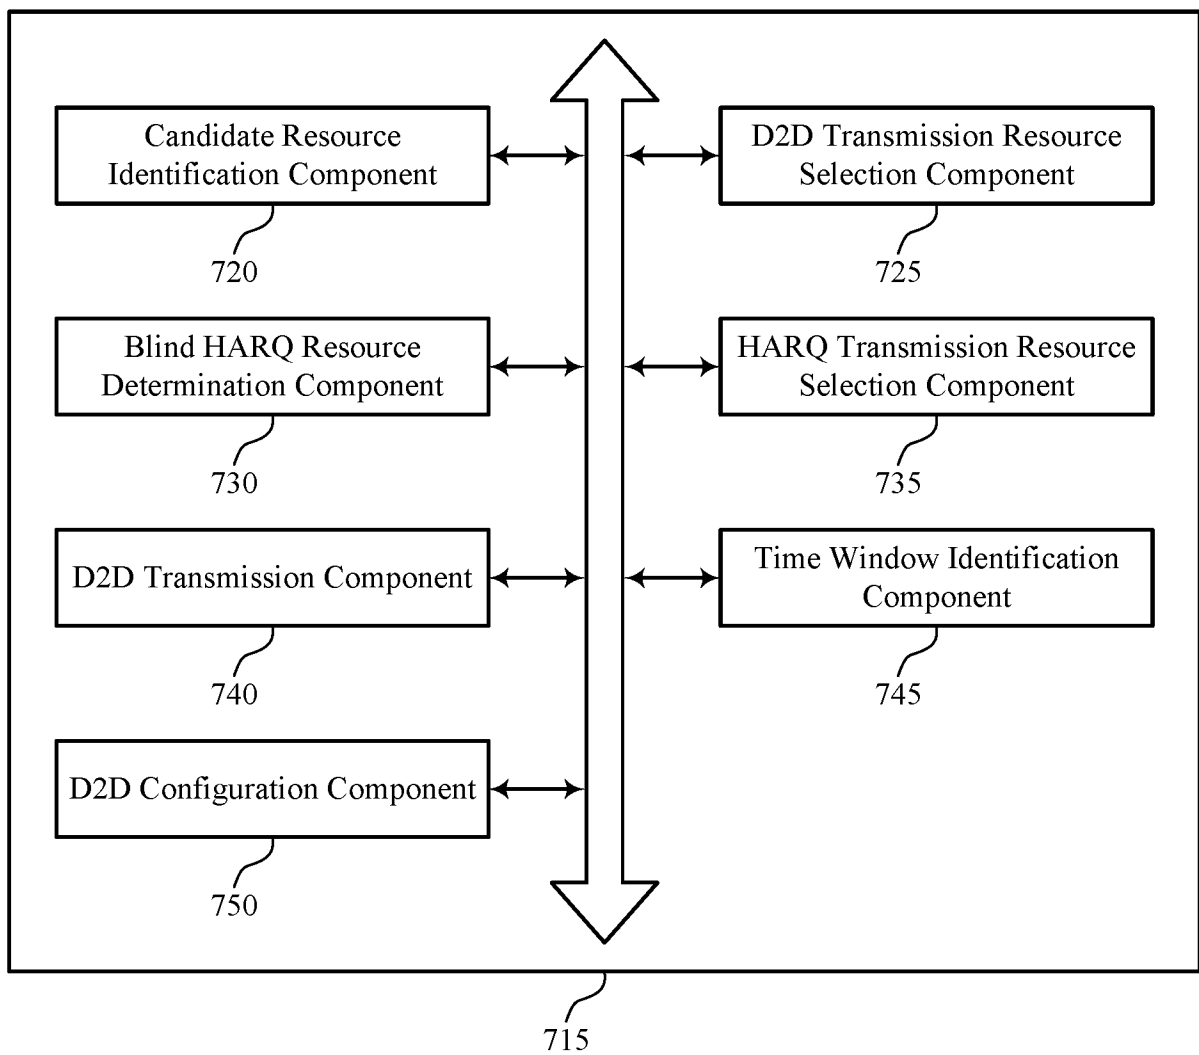 Candidate Resource
Identification Component
720
D2D Transmission Resource
Selection Component
725
Blind HARQ Resource
Determination Component
730
HARQ Transmission Resource
Selection Component
735
D2D Transmission Component
740
Time Window Identification
Component
745
D2D Configuration Component
750
715